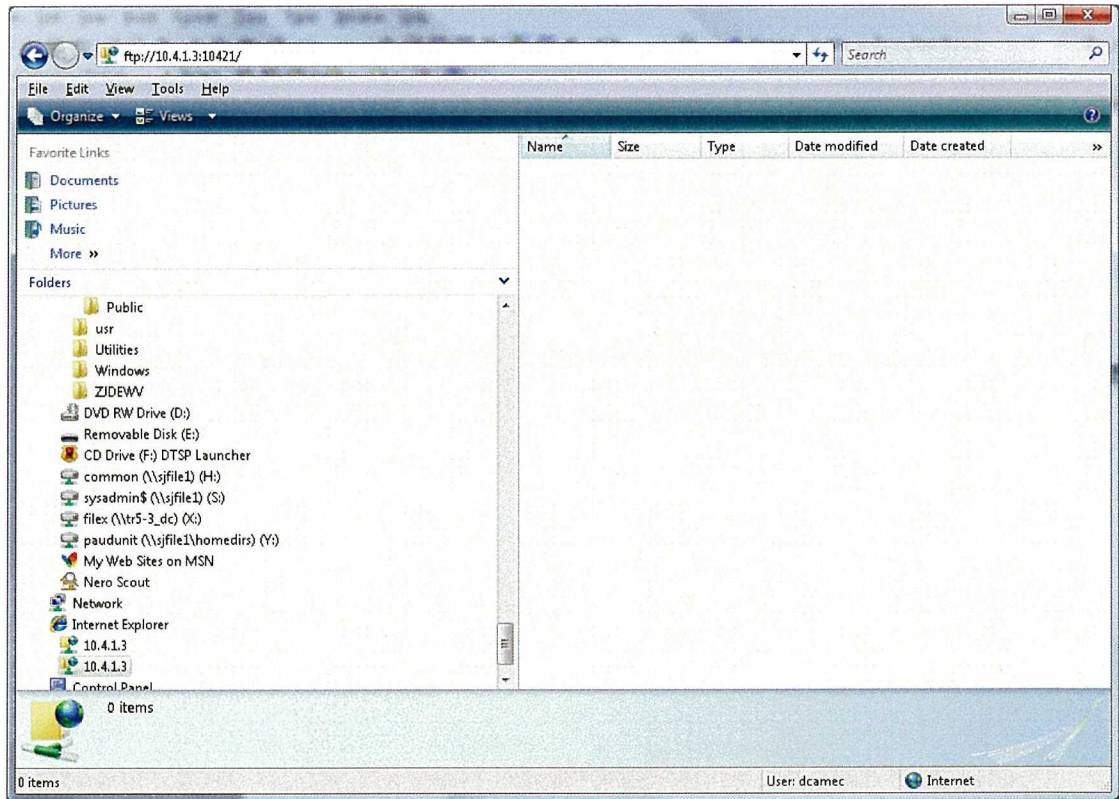 ftp://10.4.1.3:10421/
Search
File Edit View Tools Help
Organize Views
Favorite Links
Documents
Pictures
Music
More »
Folders
Public
usr
Utilities
Windows
ZJDEWV
DVD RW Drive (D:)
Removable Disk (E:)
CD Drive (F:) DTSP Launcher
common (\\sjfile1) (H:)
sysadmin$ (\\sjfile1) (S:)
filex (\\tr5-3_dc) (X:)
paudunit (\\sjfile1\homedirs) (Y:)
My Web Sites on MSN
Nero Scout
Network
Internet Explorer
10.4.1.3
10.4.1.3
Control Panel
Name Size Type Date modified Date created »
0 items
0 items
User: dcamec Internet